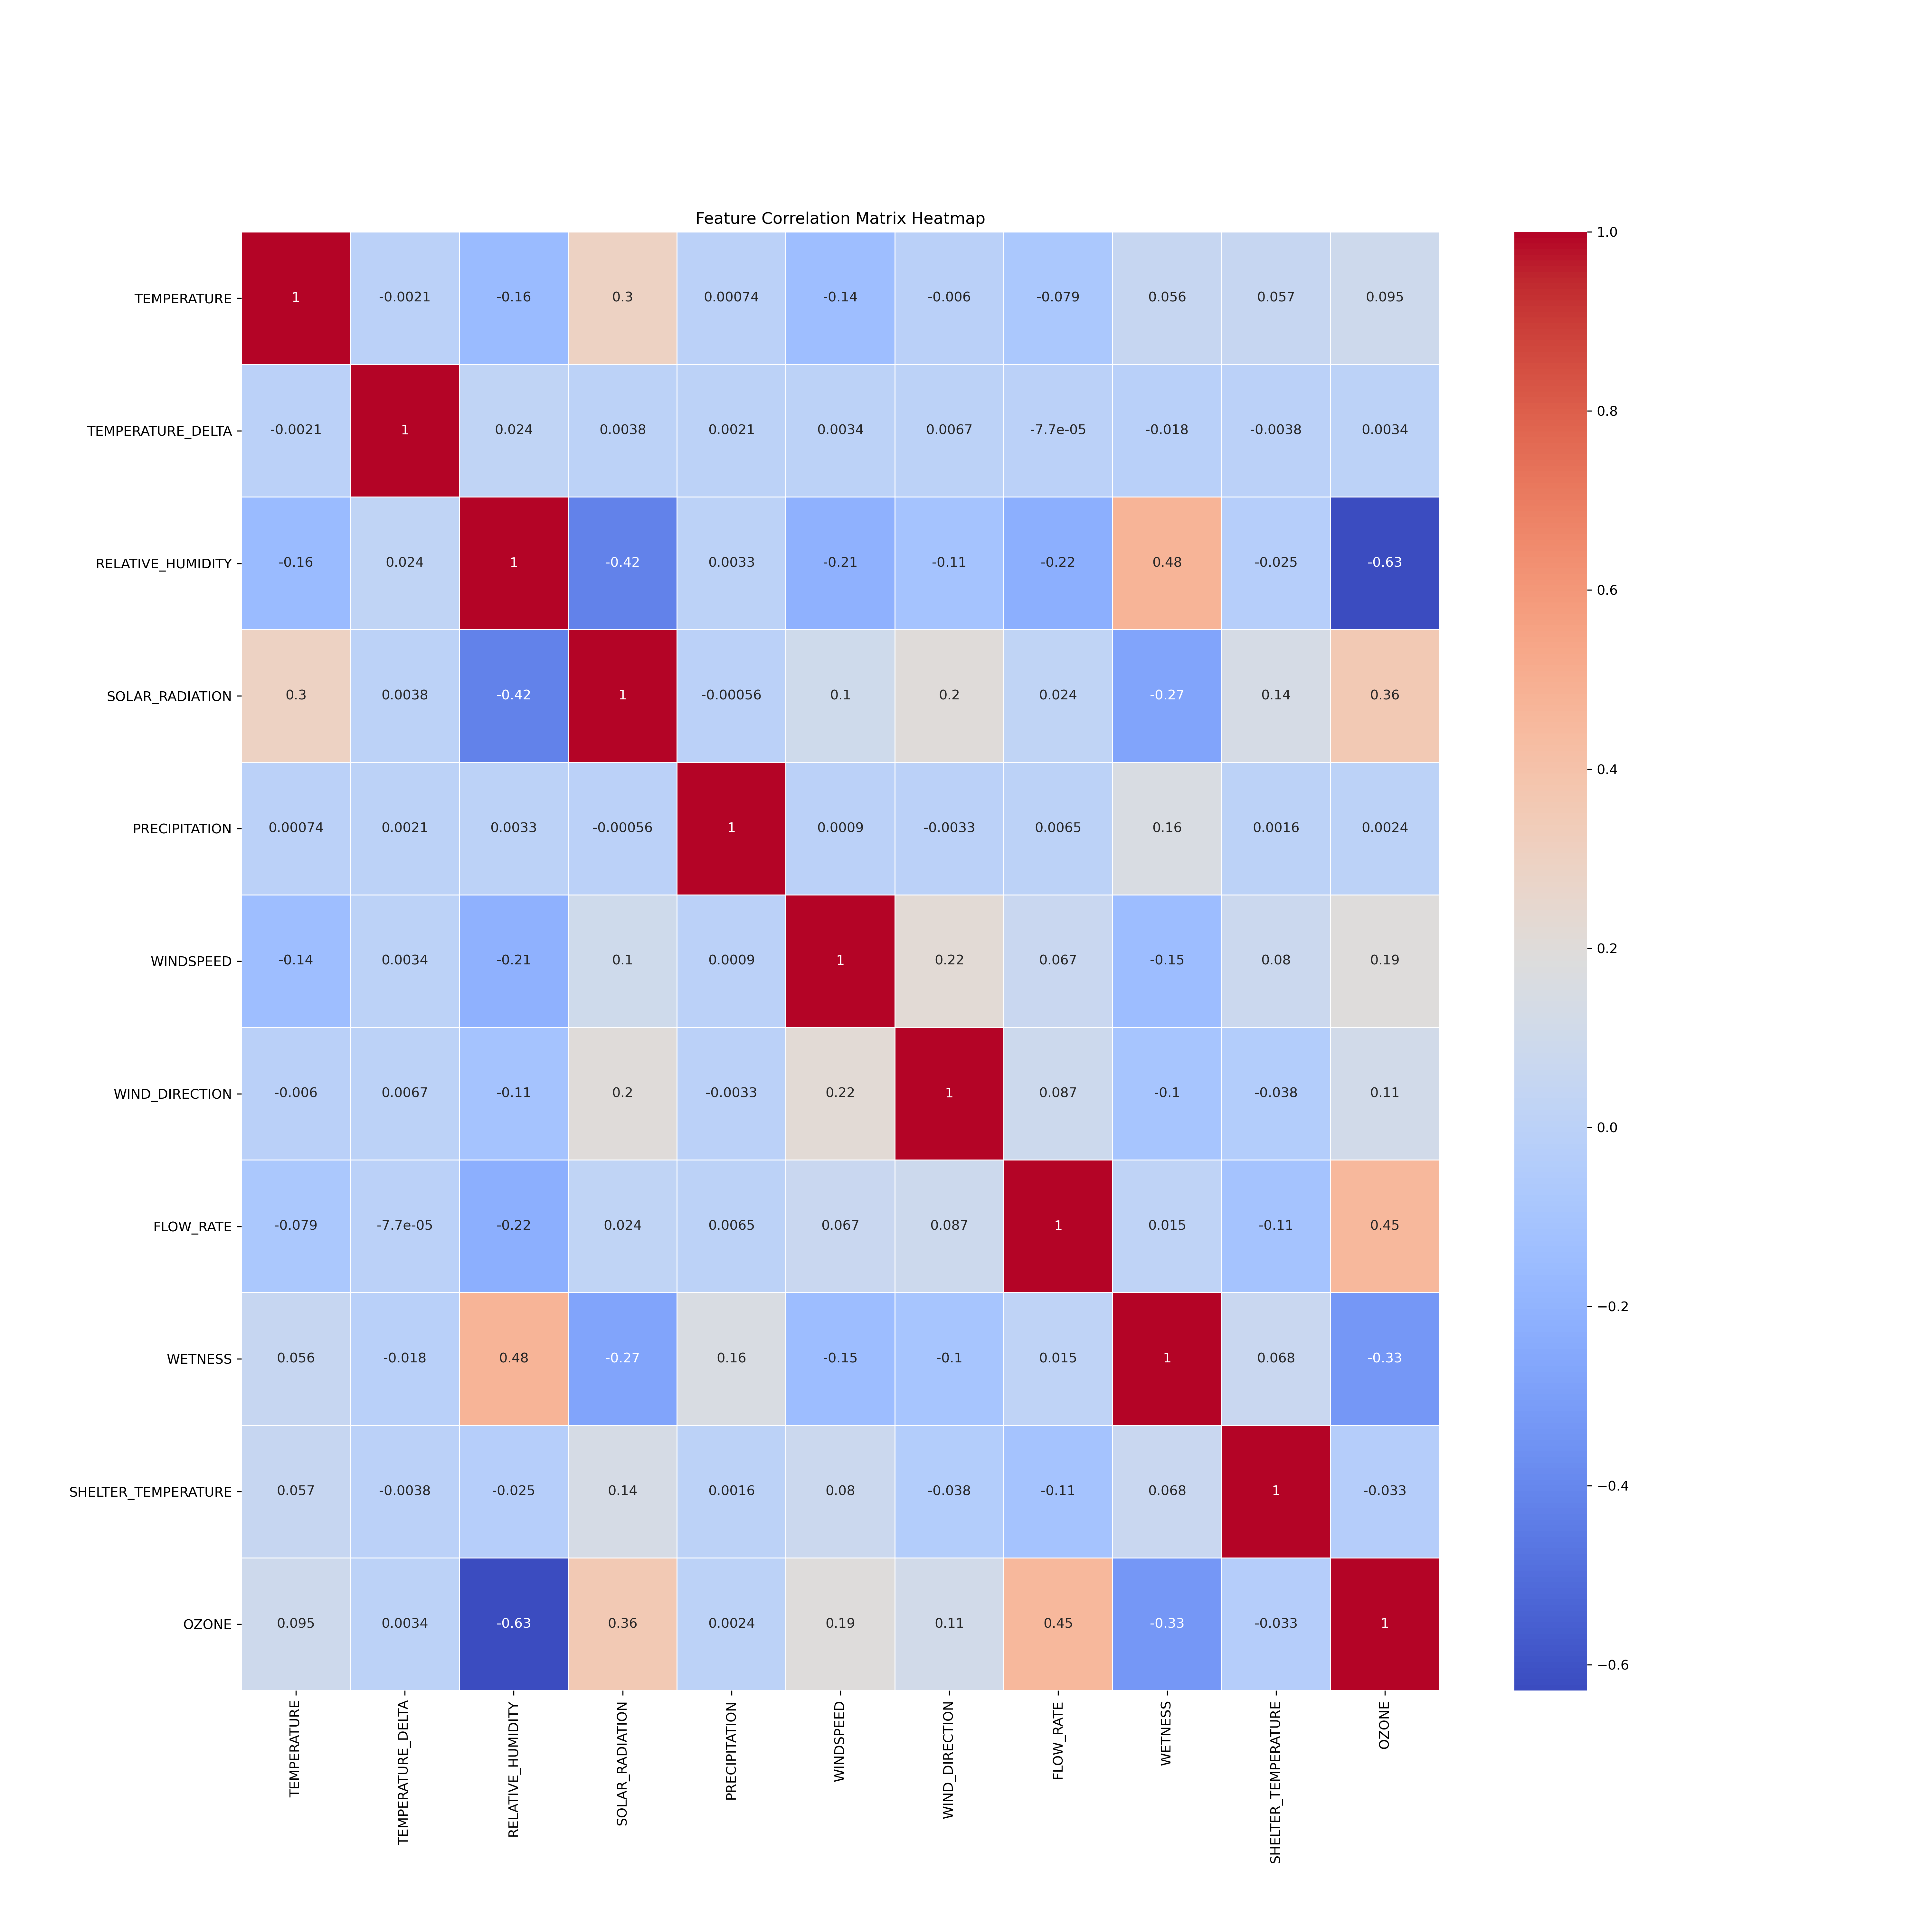 Feature Correlation Matrix Heatmap
TEMPERATURE 1 -0.0021 -0.16 0.3 0.00074 -0.14 -0.006 -0.079 0.056 0.057 0.095
TEMPERATURE_DELTA -0.0021 1 0.024 0.0038 0.0021 0.0034 0.0067 -7.7e-05 -0.018 -0.0038 0.0034
RELATIVE_HUMIDITY -0.16 0.024 1 -0.42 0.0033 -0.21 -0.11 -0.22 0.48 -0.025 -0.63
SOLAR_RADIATION 0.3 0.0038 -0.42 1 -0.00056 0.1 0.2 0.024 -0.27 0.14 0.36
PRECIPITATION 0.00074 0.0021 0.0033 -0.00056 1 0.0009 -0.0033 0.0065 0.16 0.0016 0.0024
WINDSPEED -0.14 0.0034 -0.21 0.1 0.0009 1 0.22 0.067 -0.15 0.08 0.19
WIND_DIRECTION -0.006 0.0067 -0.11 0.2 -0.0033 0.22 1 0.087 -0.1 -0.038 0.11
FLOW_RATE -0.079 -7.7e-05 -0.22 0.024 0.0065 0.067 0.087 1 0.015 -0.11 0.45
WETNESS 0.056 -0.018 0.48 -0.27 0.16 -0.15 -0.1 0.015 1 0.068 -0.33
SHELTER_TEMPERATURE 0.057 -0.0038 -0.025 0.14 0.0016 0.08 -0.038 -0.11 0.068 1 -0.033
OZONE 0.095 0.0034 -0.63 0.36 0.0024 0.19 0.11 0.45 -0.33 -0.033 1
TEMPERATURE
TEMPERATURE_DELTA
RELATIVE_HUMIDITY
SOLAR_RADIATION
PRECIPITATION
WINDSPEED
WIND_DIRECTION
FLOW_RATE
WETNESS
SHELTER_TEMPERATURE
OZONE
1.0
0.8
0.6
0.4
0.2
0.0
−0.2
−0.4
−0.6